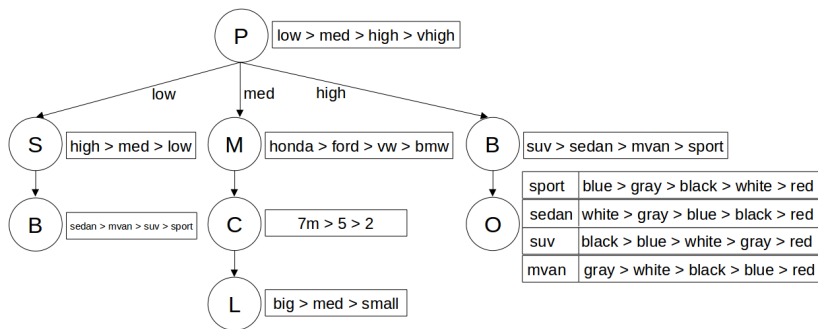 P low > med > high > vhigh
low med high
S high > med > low M honda > ford > vw > bmw B suv > sedan > mvan > sport
B sedan > mvan > suv > sport C 7m > 5 > 2 O
sport blue > gray > black > white > red
sedan white > gray > blue > black > red
suv black > blue > white > gray > red
mvan gray > white > black > blue > red
L big > med > small